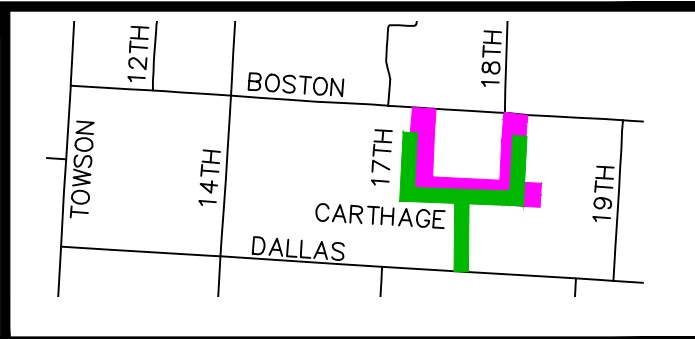 12TH
18TH
BOSTON
TOWSON
14TH
17TH
19TH
CARTHAGE
DALLAS